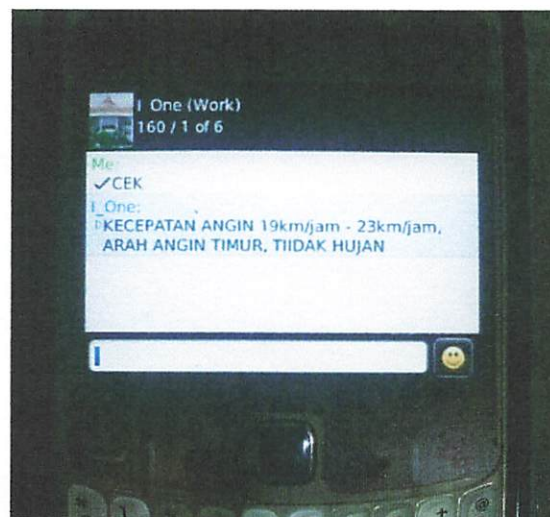 I One (Work)
160 / 1 of 6
Me:
✓CEK
I_One:
KECEPATAN ANGIN 19km/jam - 23km/jam,
ARAH ANGIN TIMUR, TIIDAK HUJAN
@
+